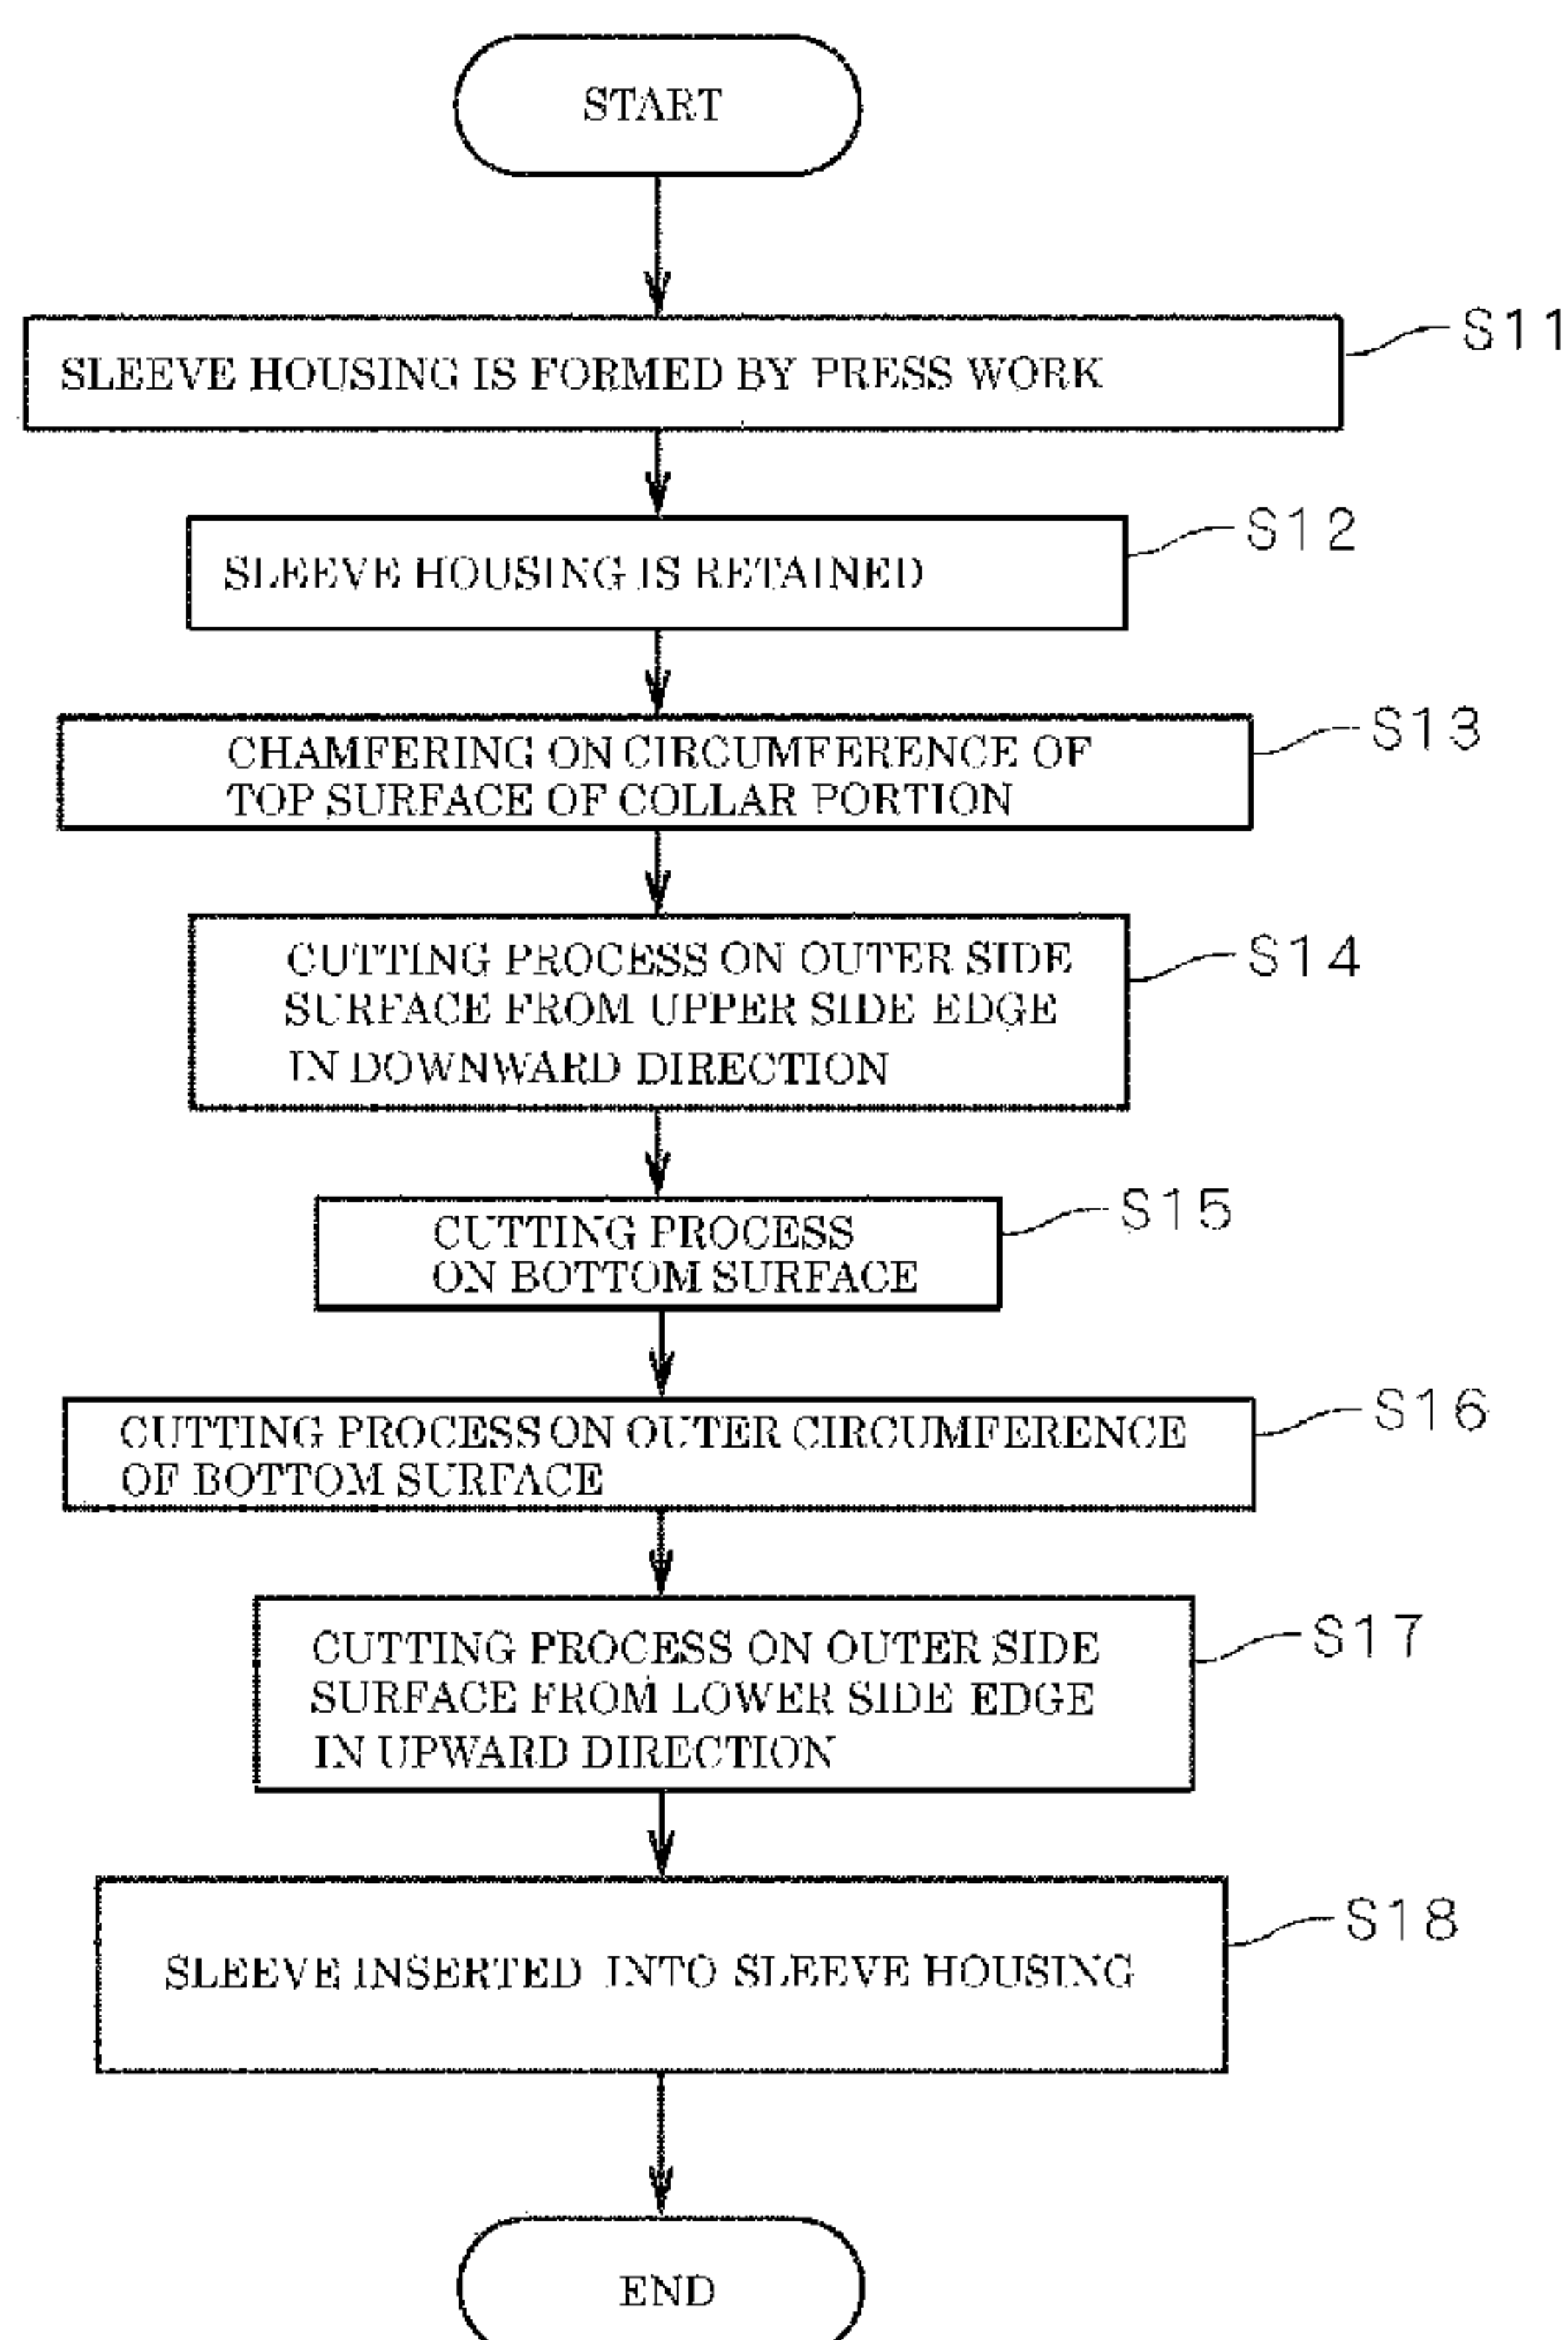 START
SLEEVE HOUSING IS FORMED BY PRESS WORK
S11
SLEEVE HOUSING IS RETAINED
S12
CHAMFERING ON CIRCUMFERENCE OF
TOP SURFACE OF COLLAR PORTION
S13
CUTTING PROCESS ON OUTER SIDE
SURFACE FROM UPPER SIDE EDGE
IN DOWNWARD DIRECTION
S14
CUTTING PROCESS
ON BOTTOM SURFACE
S15
CUTTING PROCESS ON OUTER CIRCUMFERENCE
OF BOTTOM SURFACE
S16
CUTTING PROCESS ON OUTER SIDE
SURFACE FROM LOWER SIDE EDGE
IN UPWARD DIRECTION
S17
SLEEVE INSERTED INTO SLEEVE HOUSING
S18
END